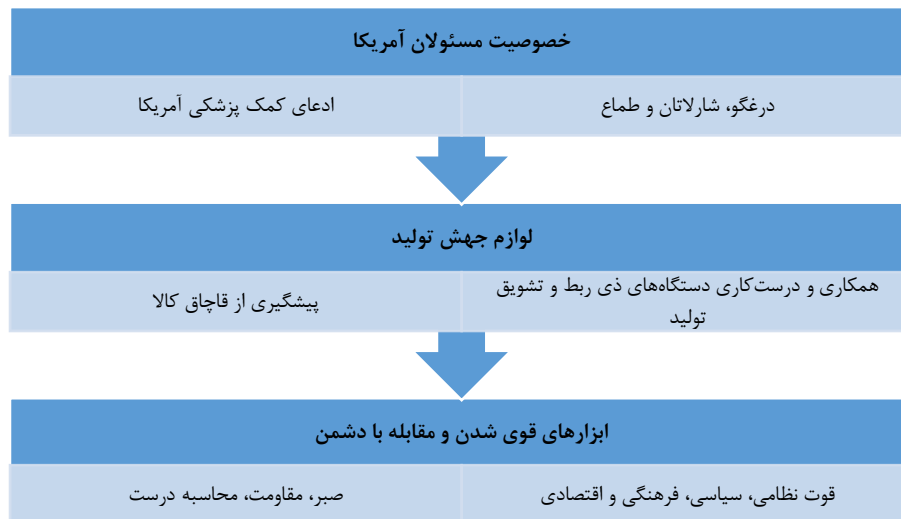 خصوصیت مسئولان آمریکا
درغگو، شارلاتان و طماع
ادعای کمک پزشکی آمریکا
لوازم جهش تولید
همکاری و درست‌کاری دستگاه‌های ذی ربط و تشویق
تولید
پیشگیری از قاچاق کالا
ابزارهای قوی شدن و مقابله با دشمن
قوت نظامی، سیاسی، فرهنگی و اقتصادی
صبر، مقاومت، محاسبه درست